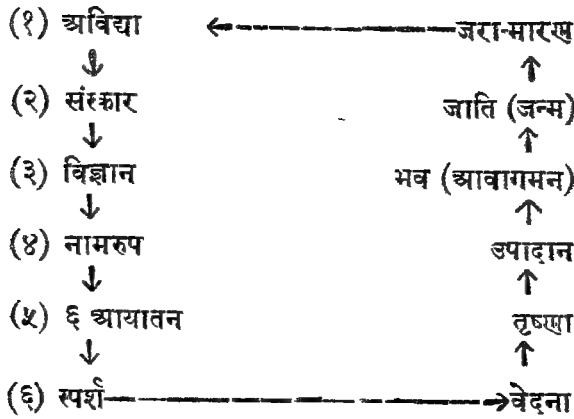 (१) अविद्या ←---------- जरा-मारण
↓ ↑
(२) संस्कार जाति (जन्म)
↓ ↑
(३) विज्ञान भव (आवागमन)
↓ ↑
(४) नामरुप उपादान
↓ ↑
(५) ६ आयातन तृष्णा
↓ ↑
(६) स्पर्श----------→वेदना